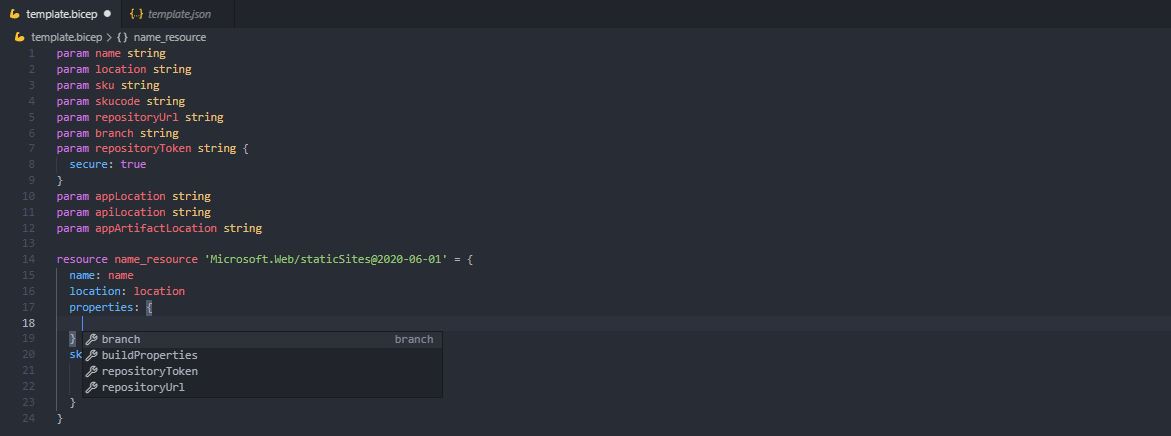 template.bicep ● {..} template.json
template.bicep > {} name_resource
1 param name string
2 param location string
3 param sku string
4 param skucode string
5 param repositoryUrl string
6 param branch string
7 param repositoryToken string {
8 secure: true
9 }
10 param appLocation string
11 param apiLocation string
12 param appArtifactLocation string
13
14 resource name_resource 'Microsoft.Web/staticSites@2020-06-01' = {
15 name: name
16 location: location
17 properties: {
18
branch branch
19 }
buildProperties
20 sk
repositoryToken
21
repositoryUrl
22
23 }
24 }